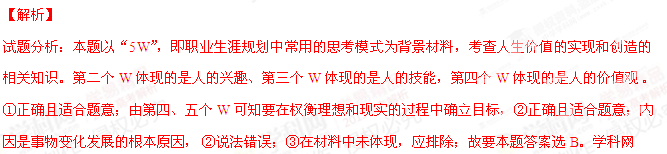 【解析】
试题分析：本题以“5W”，即职业生涯规划中常用的思考模式为背景材料，考查人生价值的实现和创造的
相关知识。第二个 W 体现的是人的兴趣、第三个 W 体现的是人的技能，第四个 W 体现的是人的价值观 。
①正确且适合题意；由第四、五个 W 可知要在权衡理想和现实的过程中确立目标，②正确且适合题意；内
因是事物变化发展的根本原因， ②说法错误；③在材料中未体现，应排除；故要本题答案选 B。学科网